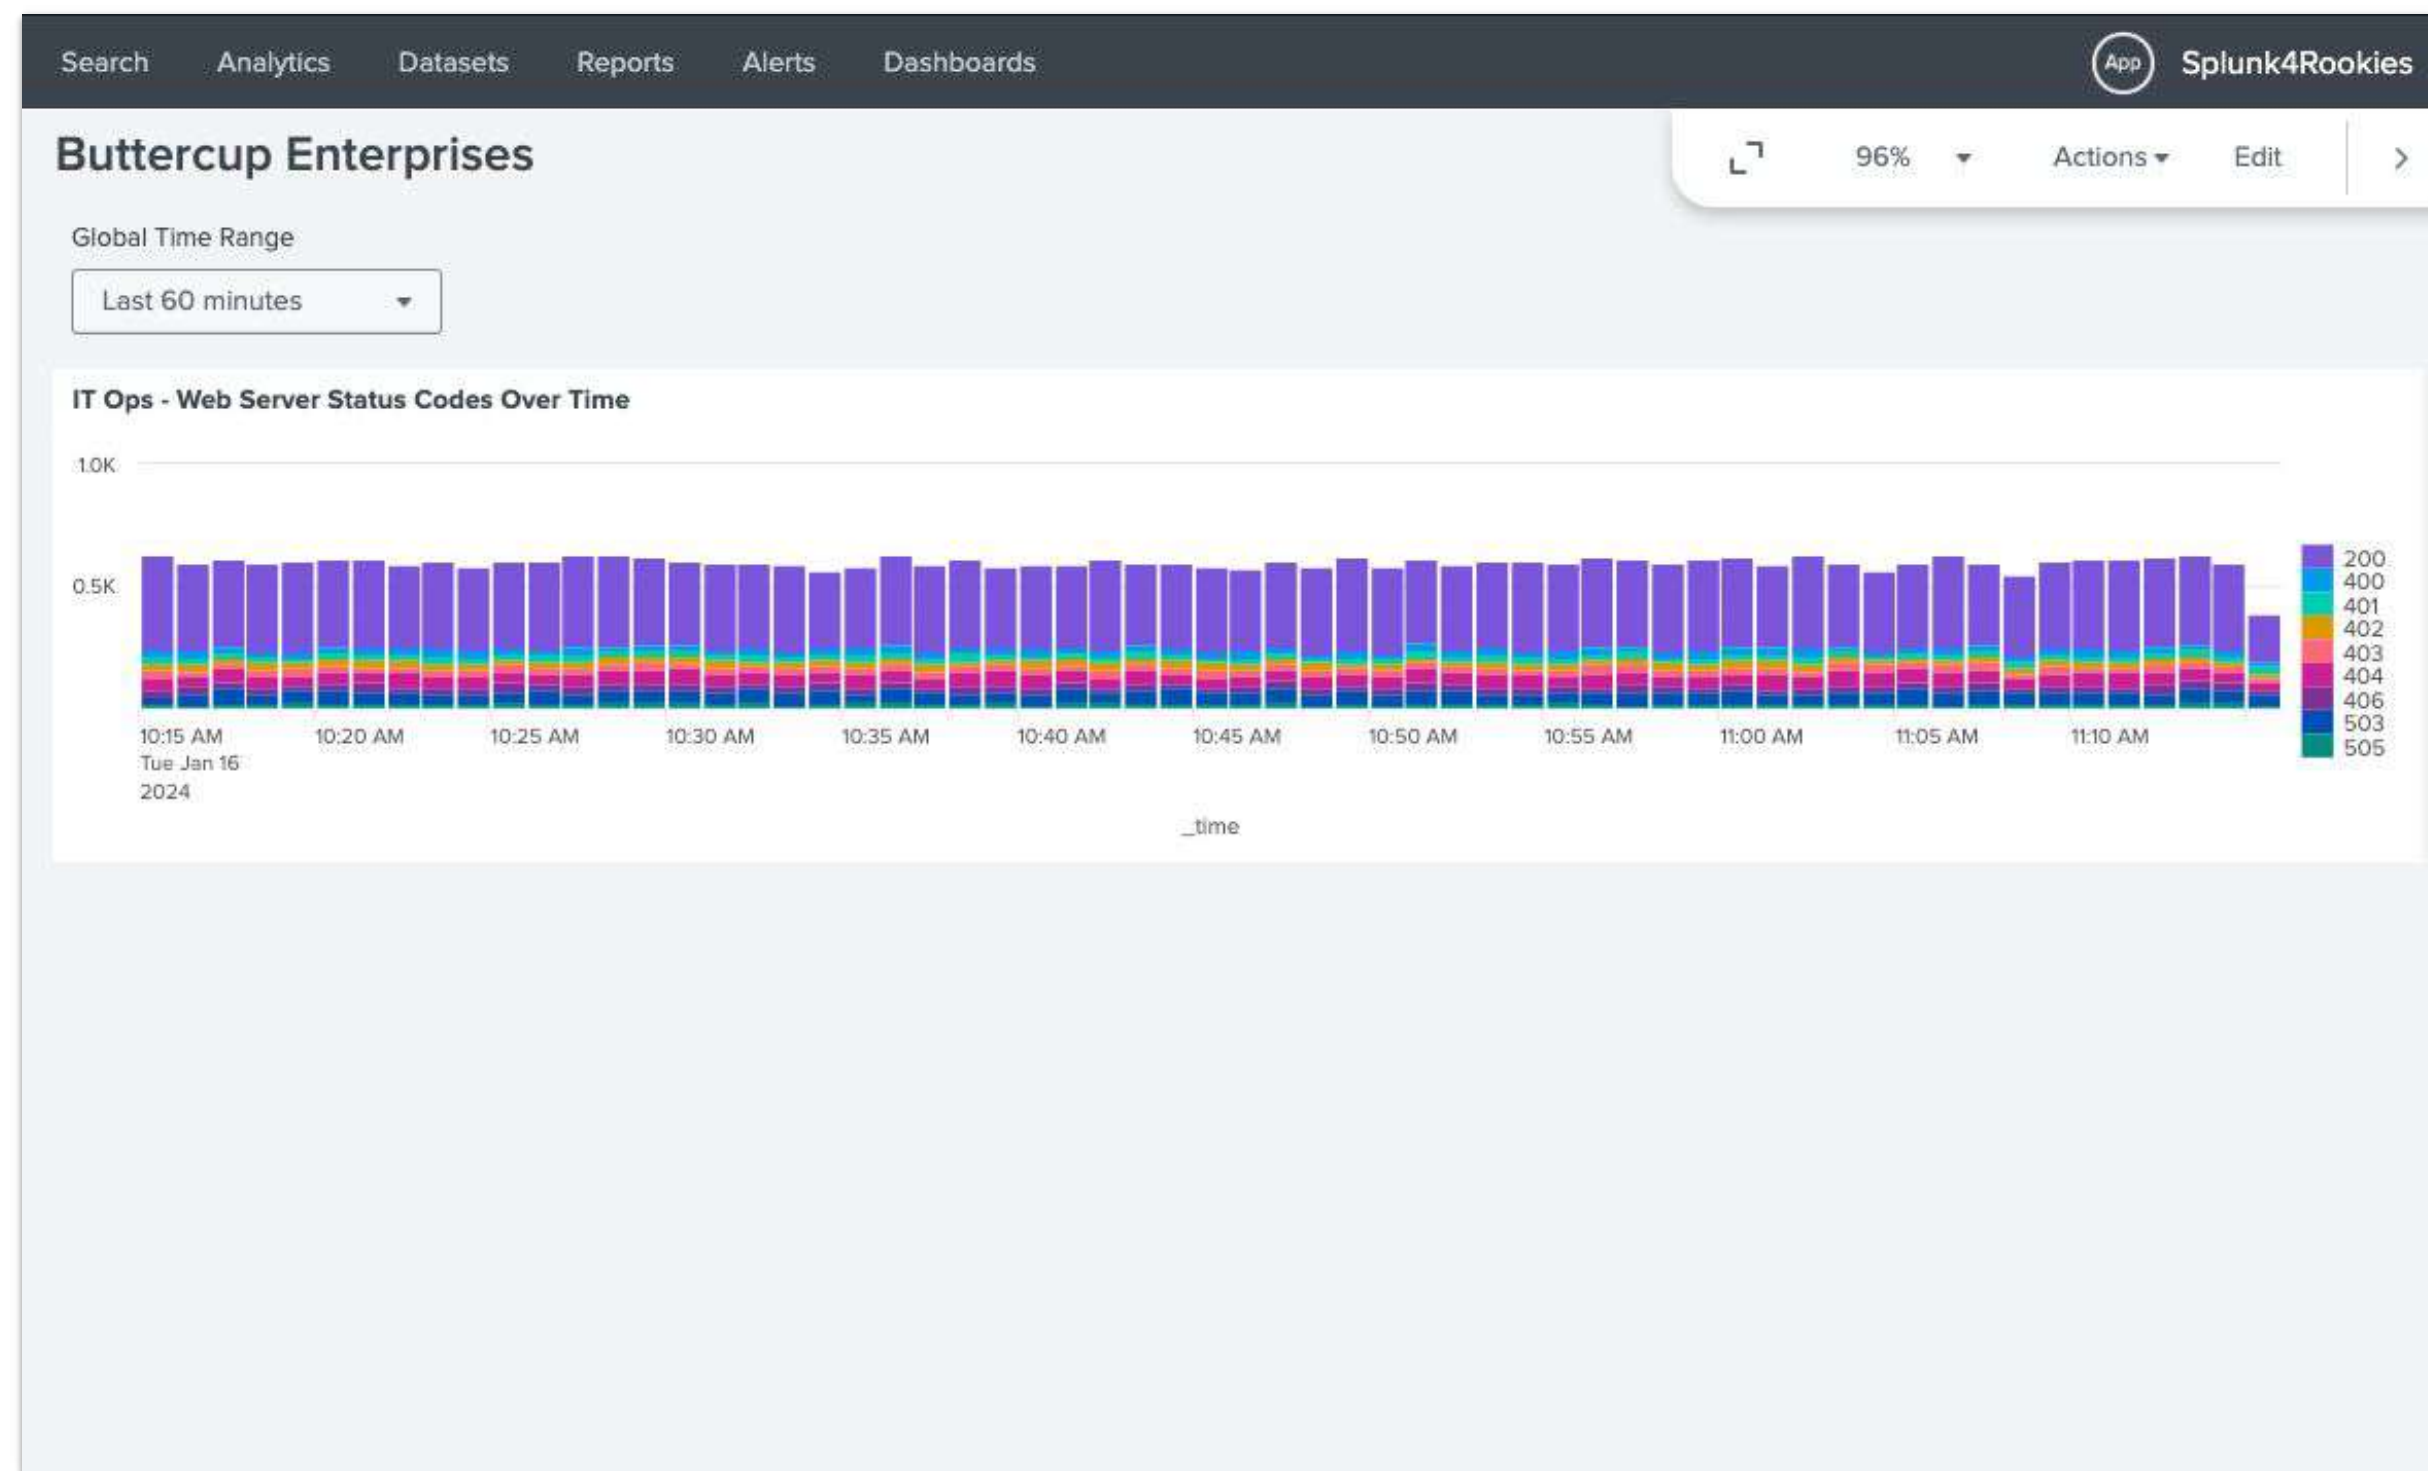 Search Analytics Datasets Reports Alerts Dashboards App Splunk4Rookies
Buttercup Enterprises
96% Actions Edit
Global Time Range
Last 60 minutes
IT Ops - Web Server Status Codes Over Time
1.0K
0.5K
200
400
401
402
403
404
406
503
505
10:15 AM 10:20 AM 10:25 AM 10:30 AM 10:35 AM 10:40 AM 10:45 AM 10:50 AM 10:55 AM 11:00 AM 11:05 AM 11:10 AM
Tue Jan 16
2024
_time